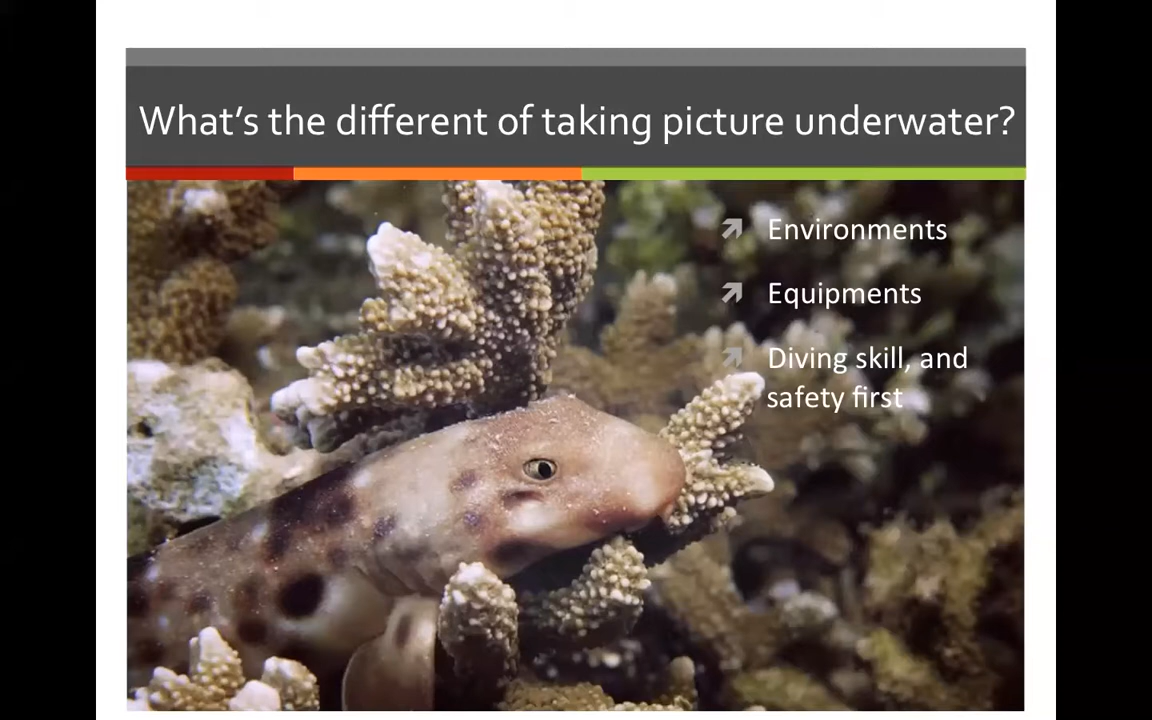 What's the different of taking picture underwater?
Environments
Equipments
Diving skill, and
safety first